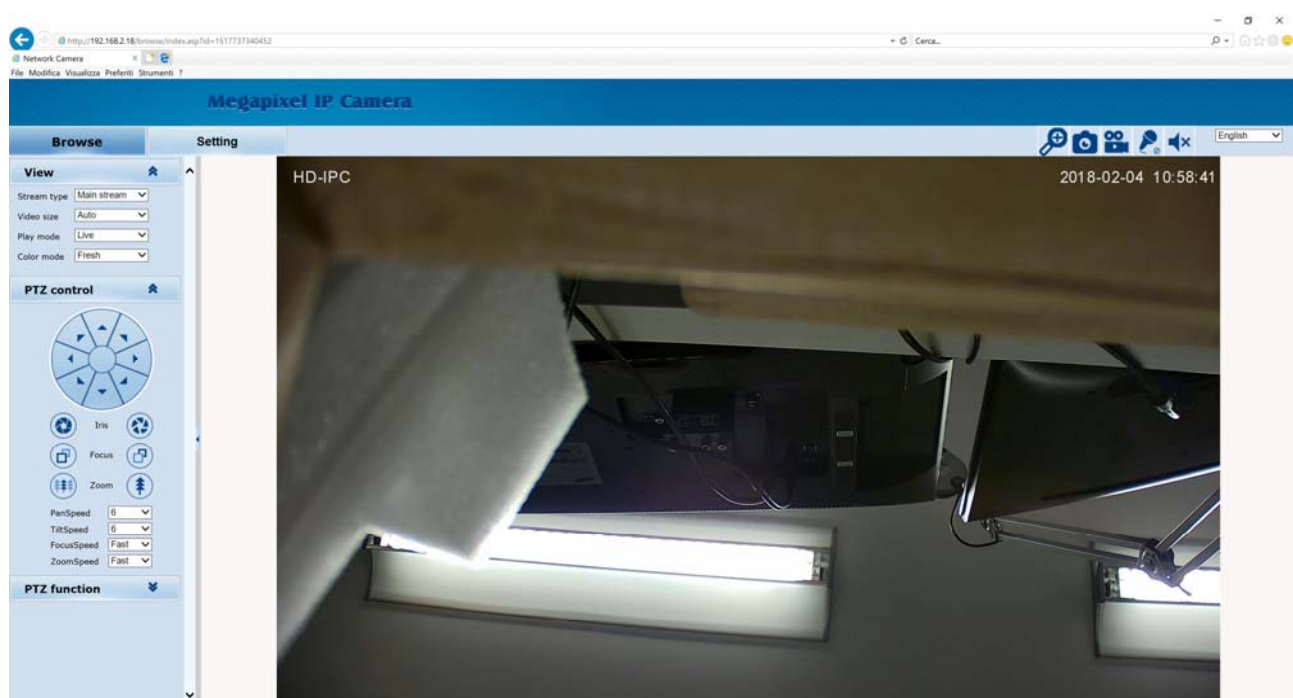 http://192.168.2.18/browse/index.asp?id=1517737340452
Cerca...
Network Camera
File Modifica Visualizza Preferiti Strumenti ?
Megapixel IP Camera
Browse
Setting
English
View
Stream type Main stream
Video size Auto
Play mode Live
Color mode Fresh
PTZ control
Iris
Focus
Zoom
PanSpeed 6
TiltSpeed 6
FocusSpeed Fast
ZoomSpeed Fast
PTZ function
HD-IPC
2018-02-04 10:58:41